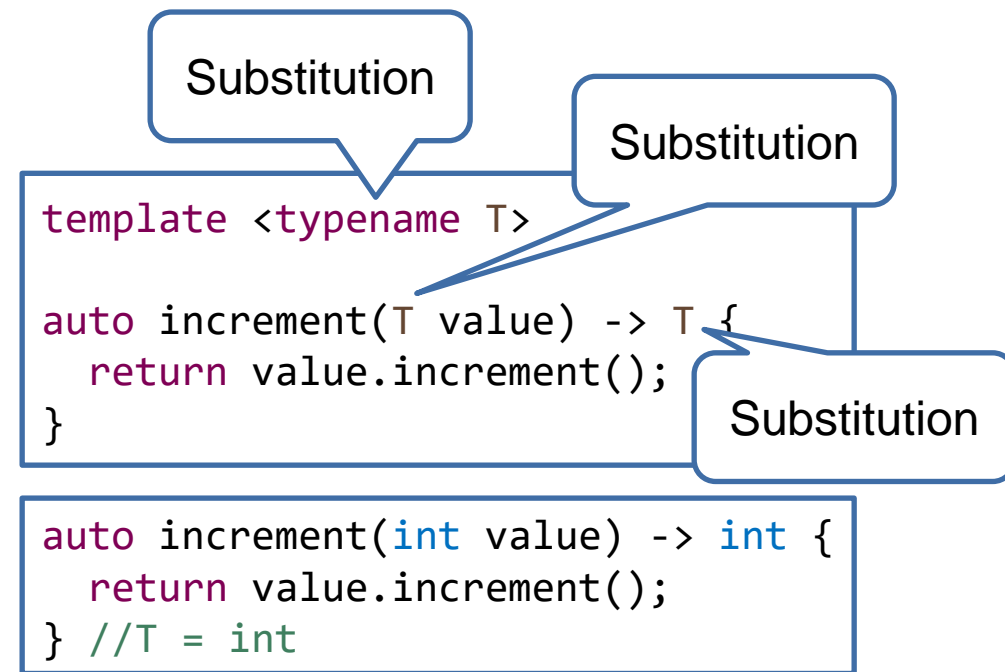 Substitution
Substitution
template <typename T>
auto increment(T value) -> T {
  return value.increment();
}
Substitution
auto increment(int value) -> int {
  return value.increment();
} //T = int